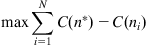 max ∑_{i=1}^{N} C(n*) − C(n_i)